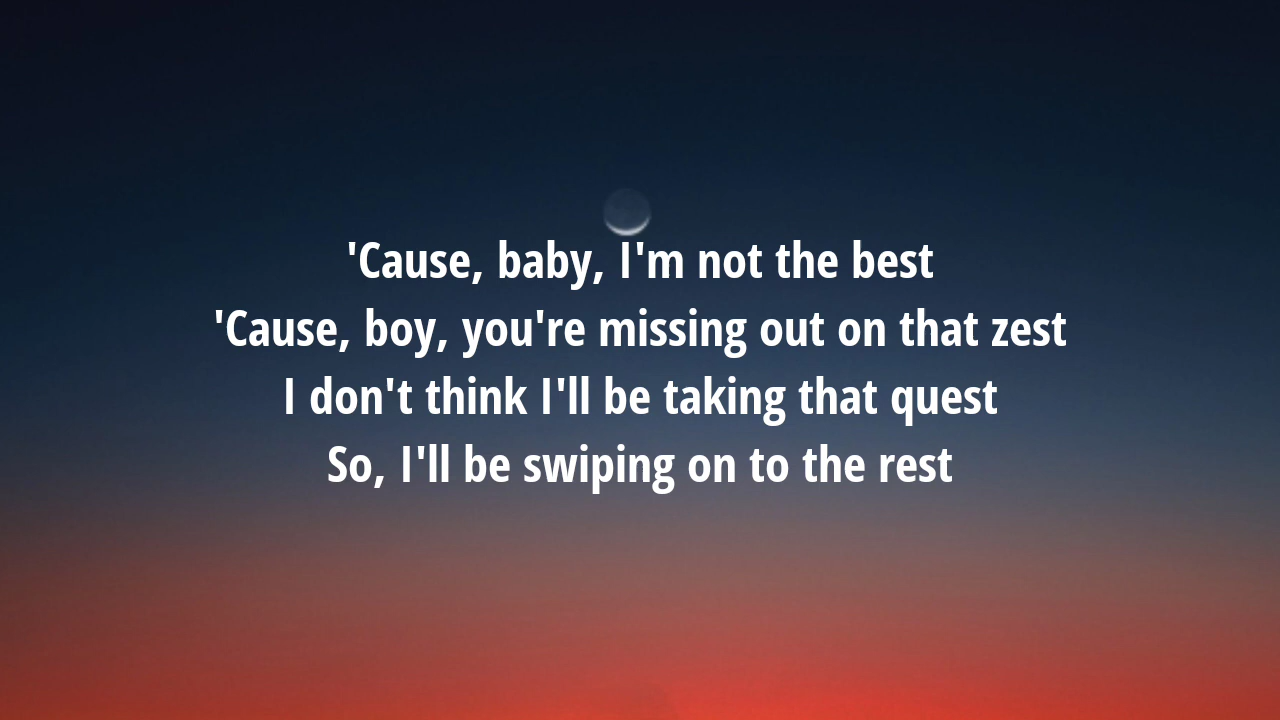 'Cause, baby, I'm not the best
'Cause, boy, you're missing out on that zest
I don't think I'll be taking that quest
So, I'll be swiping on to the rest